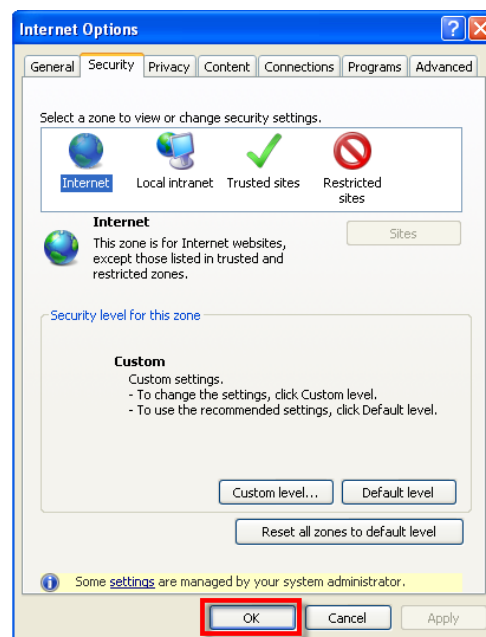 Internet Options
General Security Privacy Content Connections Programs Advanced
Select a zone to view or change security settings.
Internet Local intranet Trusted sites Restricted
sites
Internet
Sites
This zone is for Internet websites,
except those listed in trusted and
restricted zones.
Security level for this zone
Custom
Custom settings.
- To change the settings, click Custom level.
- To use the recommended settings, click Default level.
Custom level... Default level
Reset all zones to default level
Some settings are managed by your system administrator.
OK Cancel Apply